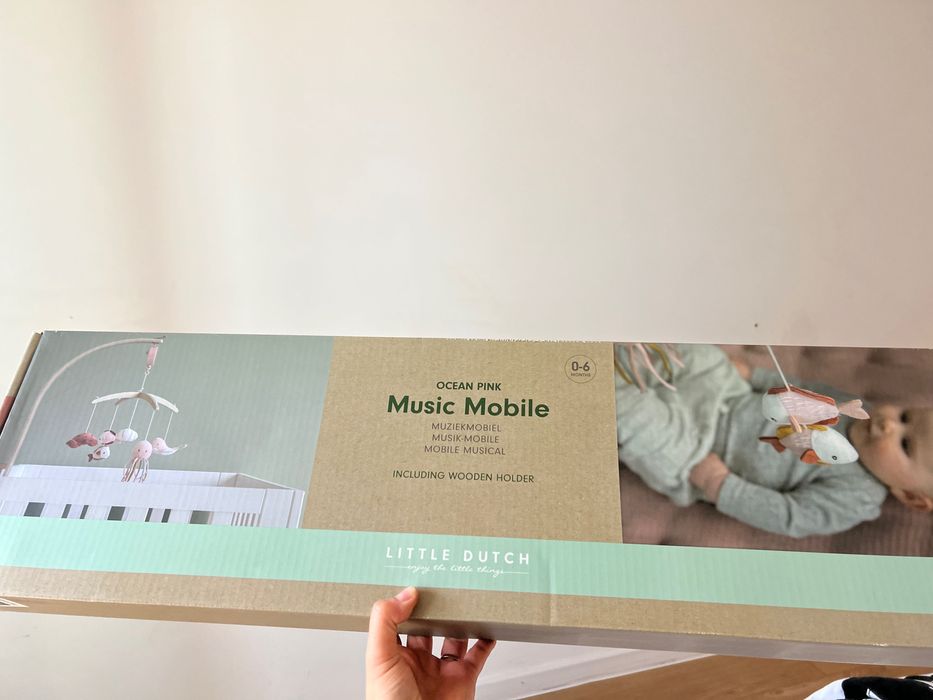 0-6
MONTHS
OCEAN PINK
Music Mobile
MUZIEKMOBIEL
MUSIK-MOBILE
MOBILE MUSICAL
INCLUDING WOODEN HOLDER
LITTLE DUTCH
enjoy the little things